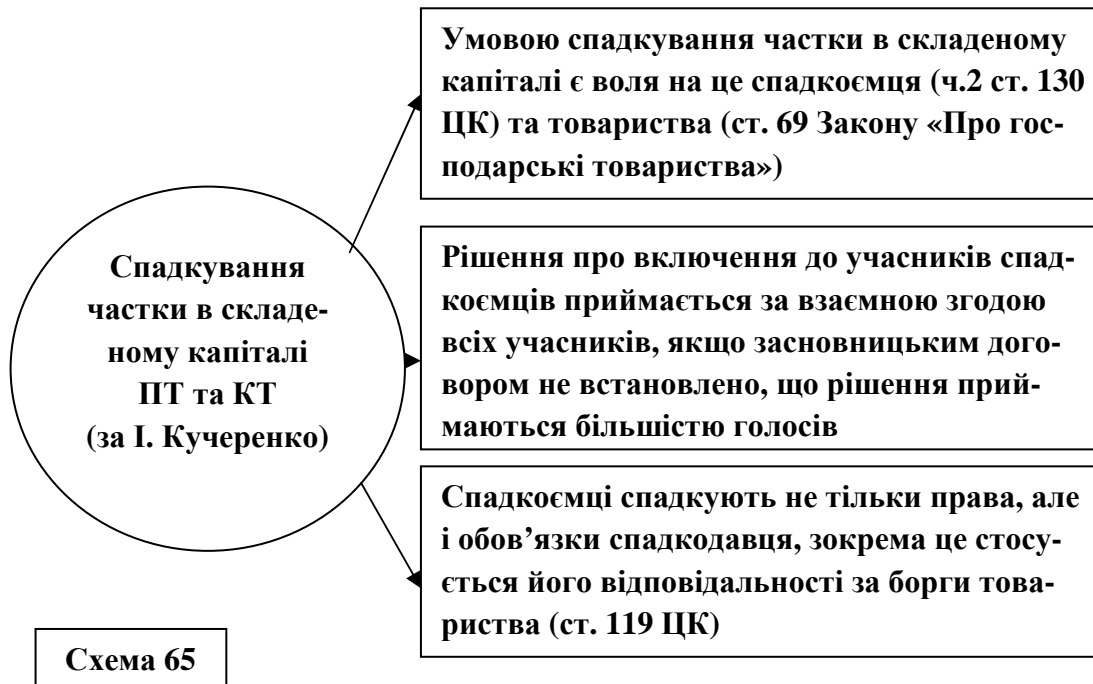 Умовою спадкування частки в складеному
капіталі є воля на це спадкоємця (ч.2 ст. 130
ЦК) та товариства (ст. 69 Закону «Про гос-
подарські товариства»)
Спадкування
частки в складе-
ному капіталі
ПТ та КТ
(за І. Кучеренко)
Рішення про включення до учасників спад-
коємців приймається за взаємною згодою
всіх учасників, якщо засновницьким дого-
вором не встановлено, що рішення прий-
маються більшістю голосів
Спадкоємці спадкують не тільки права, але
і обов’язки спадкодавця, зокрема це стосу-
ється його відповідальності за борги това-
риства (ст. 119 ЦК)
Схема 65